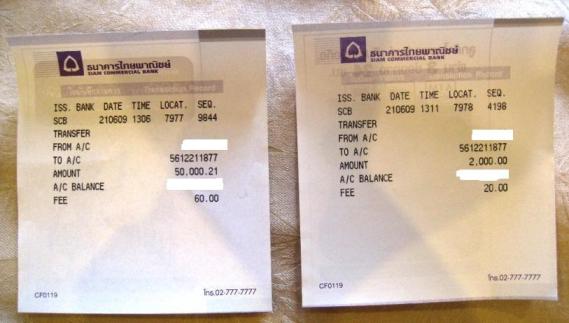 ธนาคารไทยพาณิชย์
SIAM COMMERCIAL BANK
Transaction Record
ISS. BANK DATE TIME LOCAT. SEQ.
SCB 210609 1306 7977 9844
TRANSFER
FROM A/C
TO A/C 5612211877
AMOUNT 50,000.21
A/C BALANCE
FEE 60.00
CF0119 โทร.02-777-7777
ธนาคารไทยพาณิชย์
SIAM COMMERCIAL BANK
Transaction Record
ISS. BANK DATE TIME LOCAT. SEQ.
SCB 210609 1311 7978 4198
TRANSFER
FROM A/C
TO A/C 5612211877
AMOUNT 2,000.00
A/C BALANCE
FEE 20.00
CF0119 โทร.02-777-7777